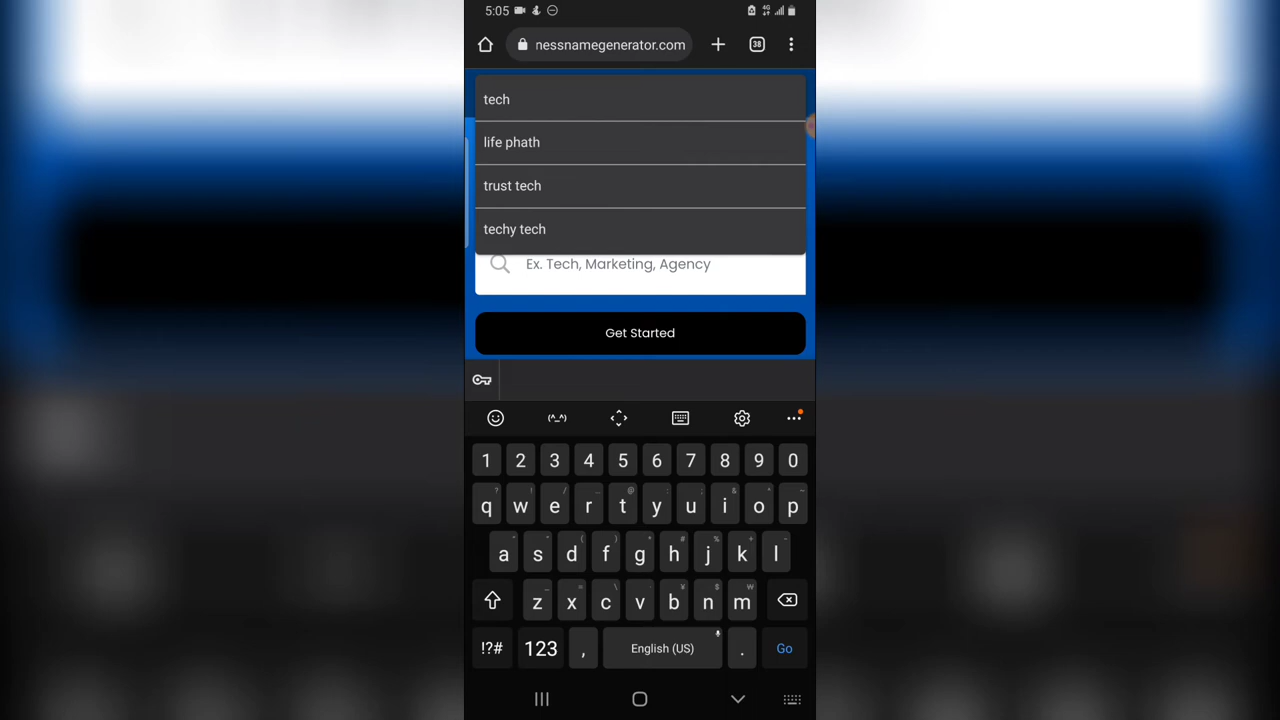 5:05
4G
nessnamegenerator.com
38
tech
life phath
trust tech
techy tech
Ex. Tech, Marketing, Agency
Get Started
(^_^)
1 2 3 4 5 6 7 8 9 0
q w e r t y u i o p
a s d f g h j k l
z x c v b n m
!?# 123 , English (US) . Go